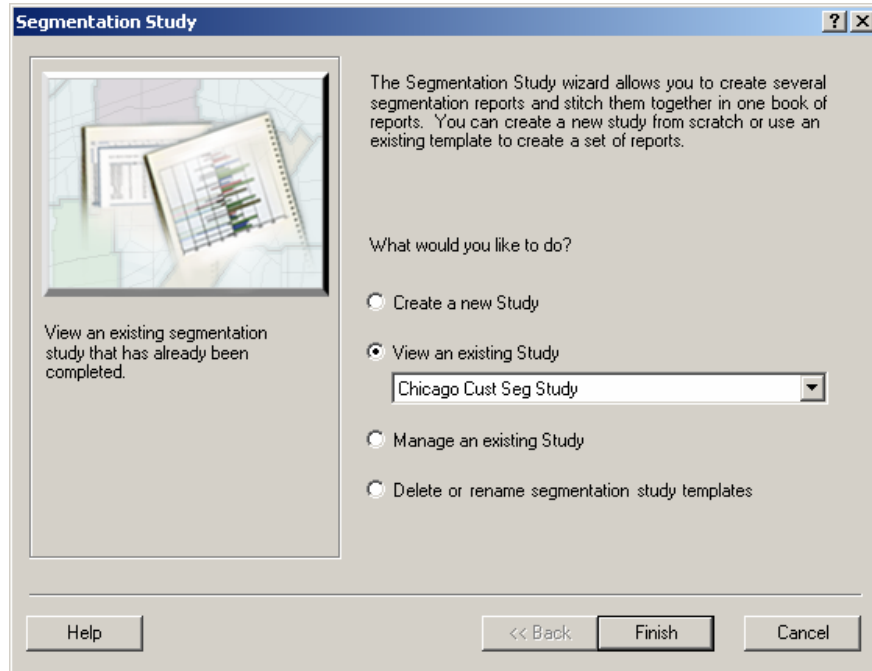 Segmentation Study
The Segmentation Study wizard allows you to create several
segmentation reports and stitch them together in one book of
reports. You can create a new study from scratch or use an
existing template to create a set of reports.
What would you like to do?
Create a new Study
View an existing Study
Chicago Cust Seg Study
Manage an existing Study
Delete or rename segmentation study templates
View an existing segmentation
study that has already been
completed.
Help
<< Back
Finish
Cancel